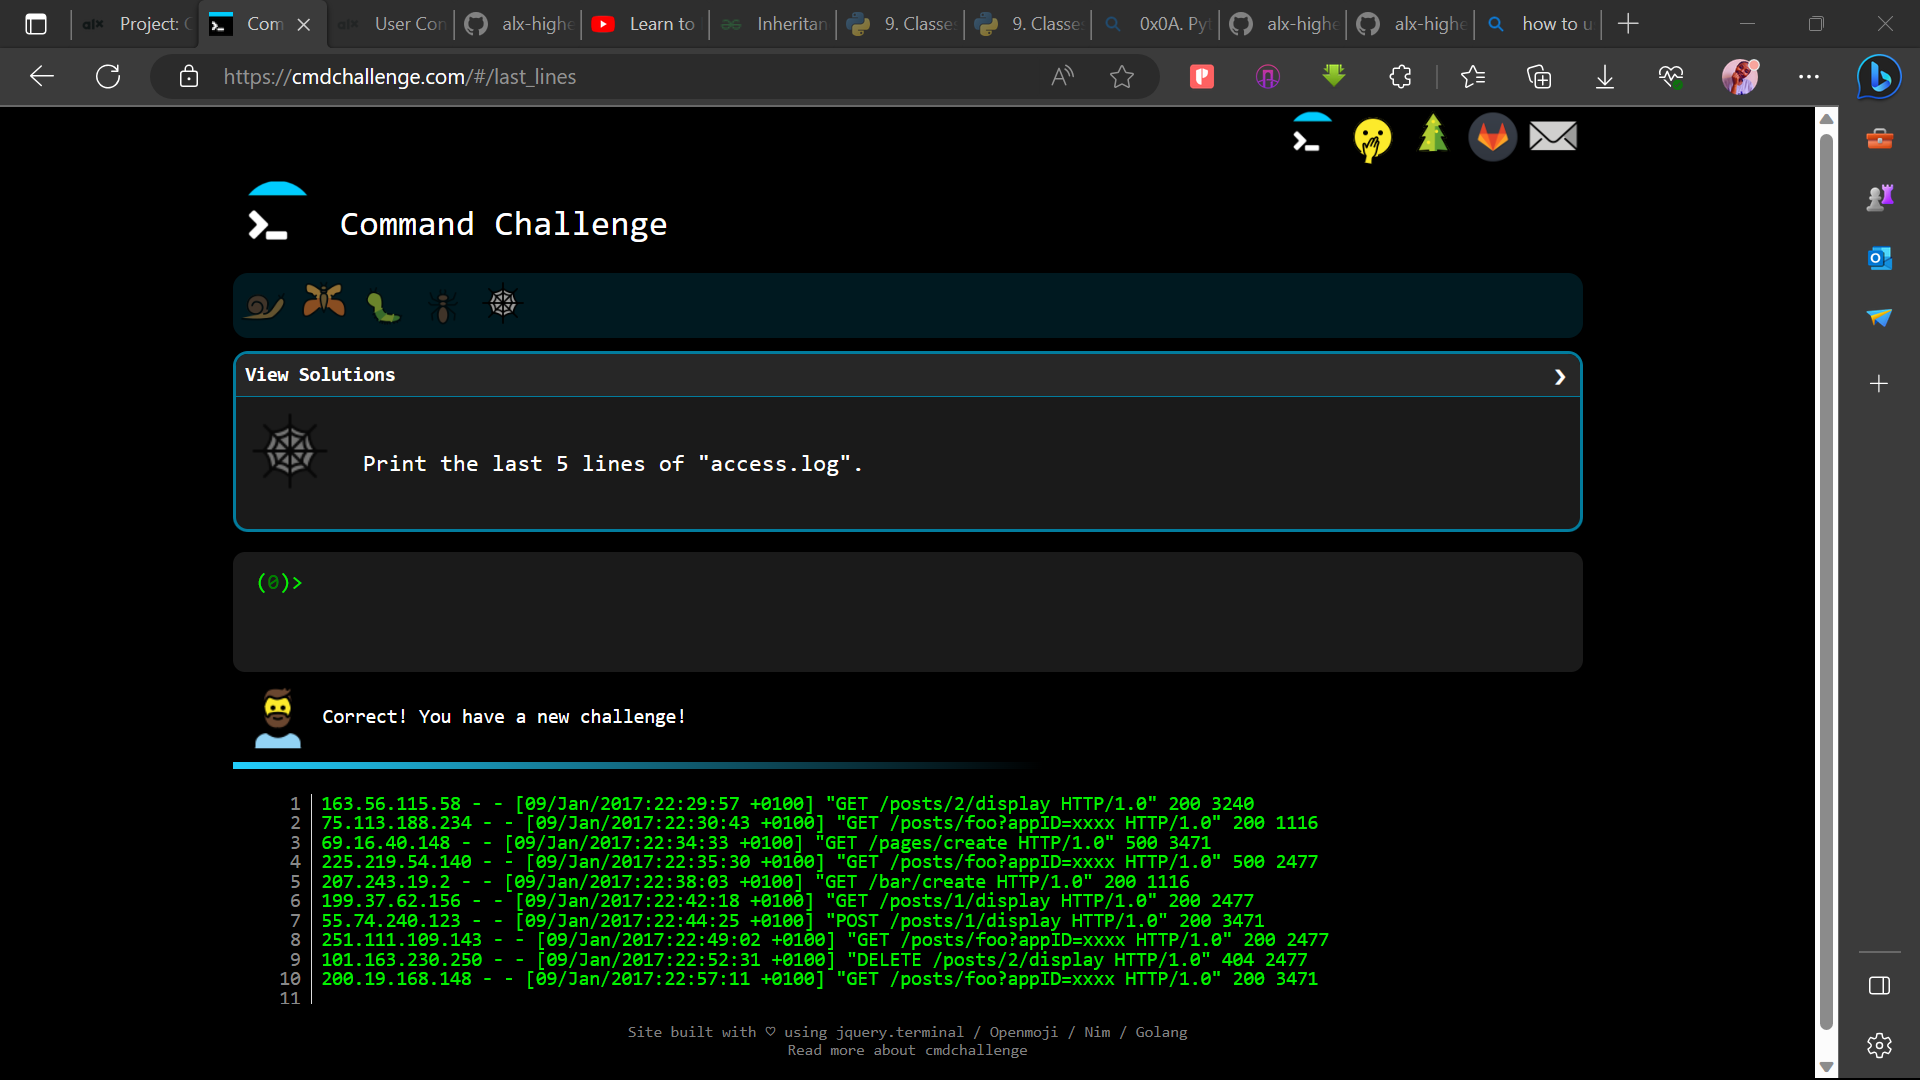 Project: C
Com
User Con
alx-highe
Learn to
Inheritan
9. Classe
9. Classe
0x0A. Pyt
alx-highe
alx-highe
how to u
https://cmdchallenge.com/#/last_lines
Command Challenge
View Solutions
Print the last 5 lines of "access.log".
(0)>
Correct! You have a new challenge!
1 163.56.115.58 - - [09/Jan/2017:22:29:57 +0100] "GET /posts/2/display HTTP/1.0" 200 3240
2 75.113.188.234 - - [09/Jan/2017:22:30:43 +0100] "GET /posts/foo?appID=xxxx HTTP/1.0" 200 1116
3 69.16.40.148 - - [09/Jan/2017:22:34:33 +0100] "GET /pages/create HTTP/1.0" 500 3471
4 225.219.54.140 - - [09/Jan/2017:22:35:30 +0100] "GET /posts/foo?appID=xxxx HTTP/1.0" 500 2477
5 207.243.19.2 - - [09/Jan/2017:22:38:03 +0100] "GET /bar/create HTTP/1.0" 200 1116
6 199.37.62.156 - - [09/Jan/2017:22:42:18 +0100] "GET /posts/1/display HTTP/1.0" 200 2477
7 55.74.240.123 - - [09/Jan/2017:22:44:25 +0100] "POST /posts/1/display HTTP/1.0" 200 3471
8 251.111.109.143 - - [09/Jan/2017:22:49:02 +0100] "GET /posts/foo?appID=xxxx HTTP/1.0" 200 2477
9 101.163.230.250 - - [09/Jan/2017:22:52:31 +0100] "DELETE /posts/2/display HTTP/1.0" 404 2477
10 200.19.168.148 - - [09/Jan/2017:22:57:11 +0100] "GET /posts/foo?appID=xxxx HTTP/1.0" 200 3471
11
Site built with ♡ using jquery.terminal / Openmoji / Nim / Golang
Read more about cmdchallenge